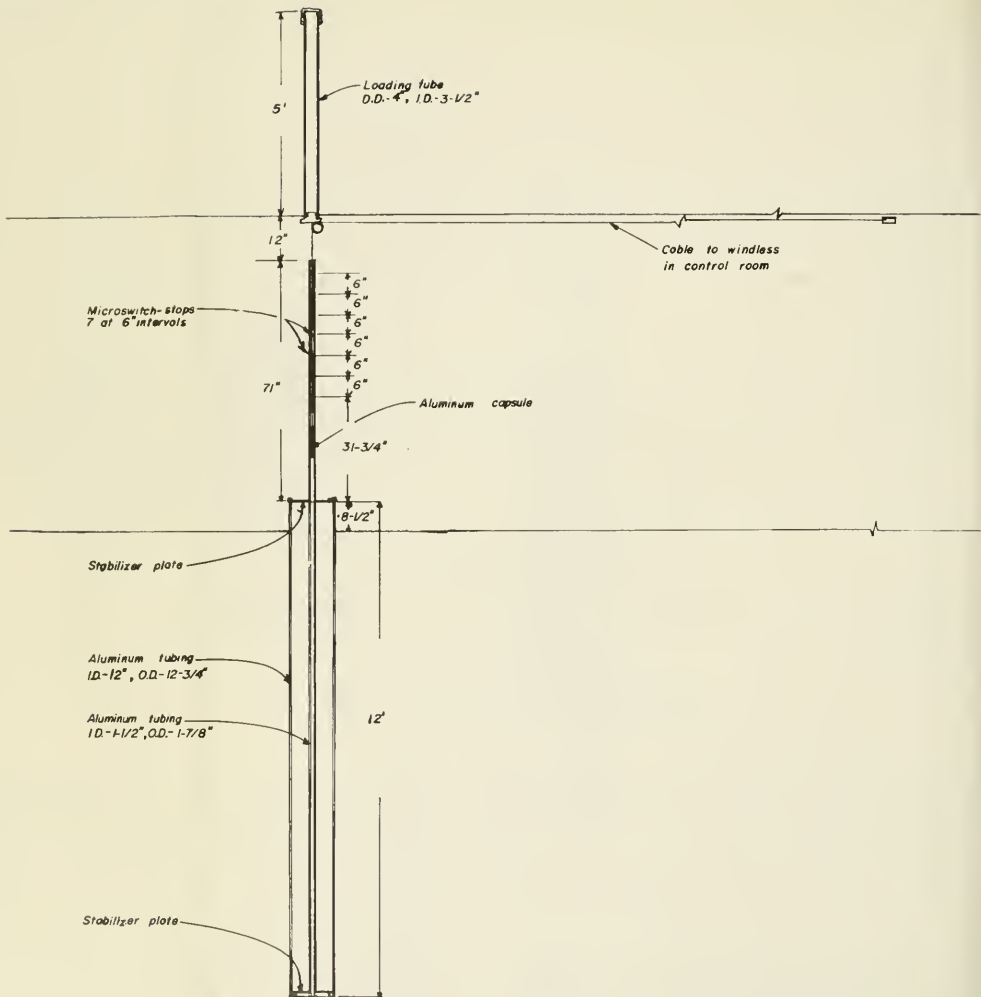 5'
Loading tube
O.D.-4", I.D.-3-1/2"
12"
Cable to windless
in control room
6"
6"
6"
6"
6"
6"
Microswitch-stops
7 at 6" intervals
71"
Aluminum capsule
31-3/4"
8-1/2"
Stabilizer plate
Aluminum tubing
I.D.-12", O.D.-12-3/4"
Aluminum tubing
I.D.-1-1/2", O.D.-1-7/8"
12'
Stabilizer plate